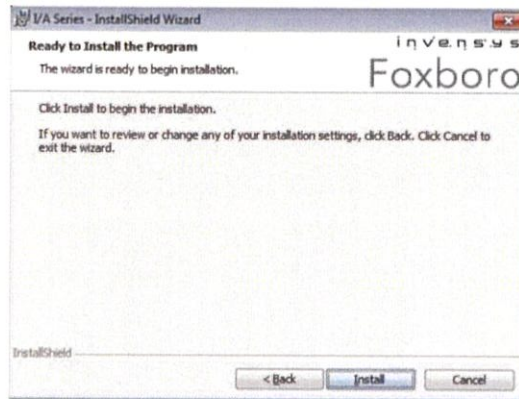 I/A Series - InstallShield Wizard
Ready to Install the Program
The wizard is ready to begin installation.
invensys
Foxboro
Click Install to begin the installation.
If you want to review or change any of your installation settings, click Back. Click Cancel to
exit the wizard.
InstallShield
< Back
Install
Cancel